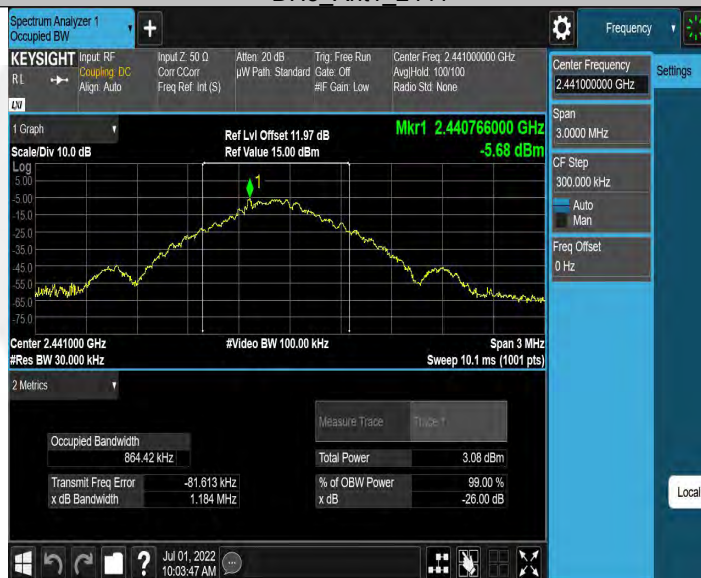 Spectrum Analyzer 1
Occupied BW
Frequency
KEYSIGHT
Input: RF
Coupling: DC
Align: Auto
Input Z: 50 Ω
Corr CCorr
Freq Ref: Int (S)
Atten: 20 dB
µW Path: Standard
Trig: Free Run
Gate: Off
#IF Gain: Low
Center Freq: 2.441000000 GHz
Avg|Hold: 100/100
Radio Std: None
RL
LXI
Center Frequency
2.441000000 GHz
Settings
Span
3.0000 MHz
CF Step
300.000 kHz
Auto
Man
Freq Offset
0 Hz
Local
1 Graph
Scale/Div 10.0 dB
Ref Lvl Offset 11.97 dB
Ref Value 15.00 dBm
Mkr1 2.440766000 GHz
-5.68 dBm
Log
5.00
-5.00
-15.0
-25.0
-35.0
-45.0
-55.0
-65.0
-75.0
1
Center 2.441000 GHz
#Video BW 100.00 kHz
Span 3 MHz
#Res BW 30.000 kHz
Sweep 10.1 ms (1001 pts)
2 Metrics
Measure Trace
Trace 1
Occupied Bandwidth
864.42 kHz
Total Power
3.08 dBm
Transmit Freq Error
-81.613 kHz
% of OBW Power
99.00 %
x dB Bandwidth
1.184 MHz
x dB
-26.00 dB
?
Jul 01, 2022
10:03:47 AM